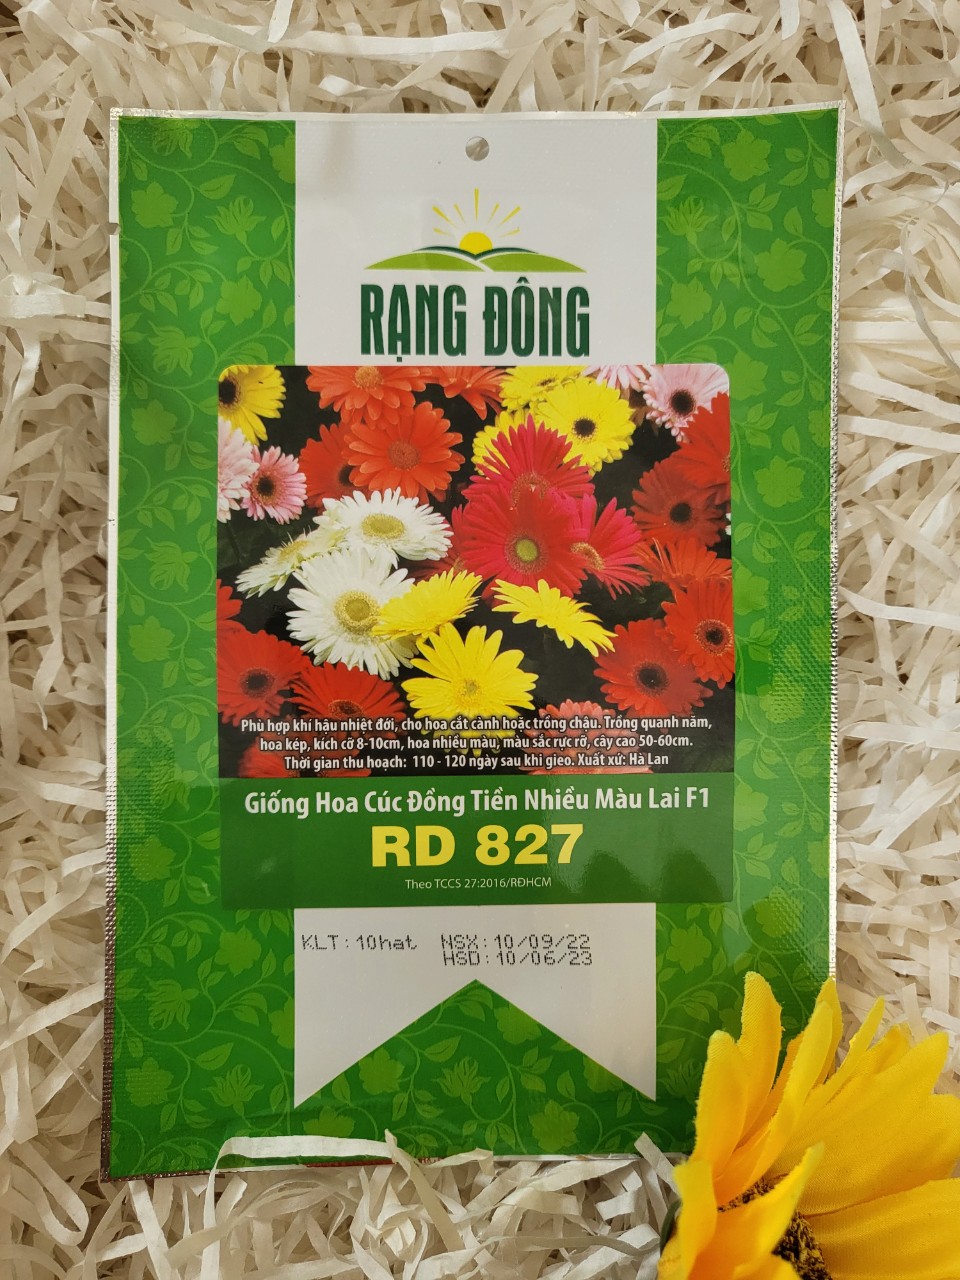 RẠNG ĐÔNG
Phù hợp khí hậu nhiệt đới, cho hoa cắt cành hoặc trồng chậu. Trồng quanh năm,
hoa kép, kích cỡ 8-10cm, hoa nhiều màu, màu sắc rực rỡ, cây cao 50-60cm.
Thời gian thu hoạch: 110 - 120 ngày sau khi gieo. Xuất xứ: Hà Lan
Giống Hoa Cúc Đồng Tiền Nhiều Màu Lai F1
RD 827
Theo TCCS 27:2016/RĐHCM
KLT: 10hat NSX: 10/09/22
HSD: 10/06/23